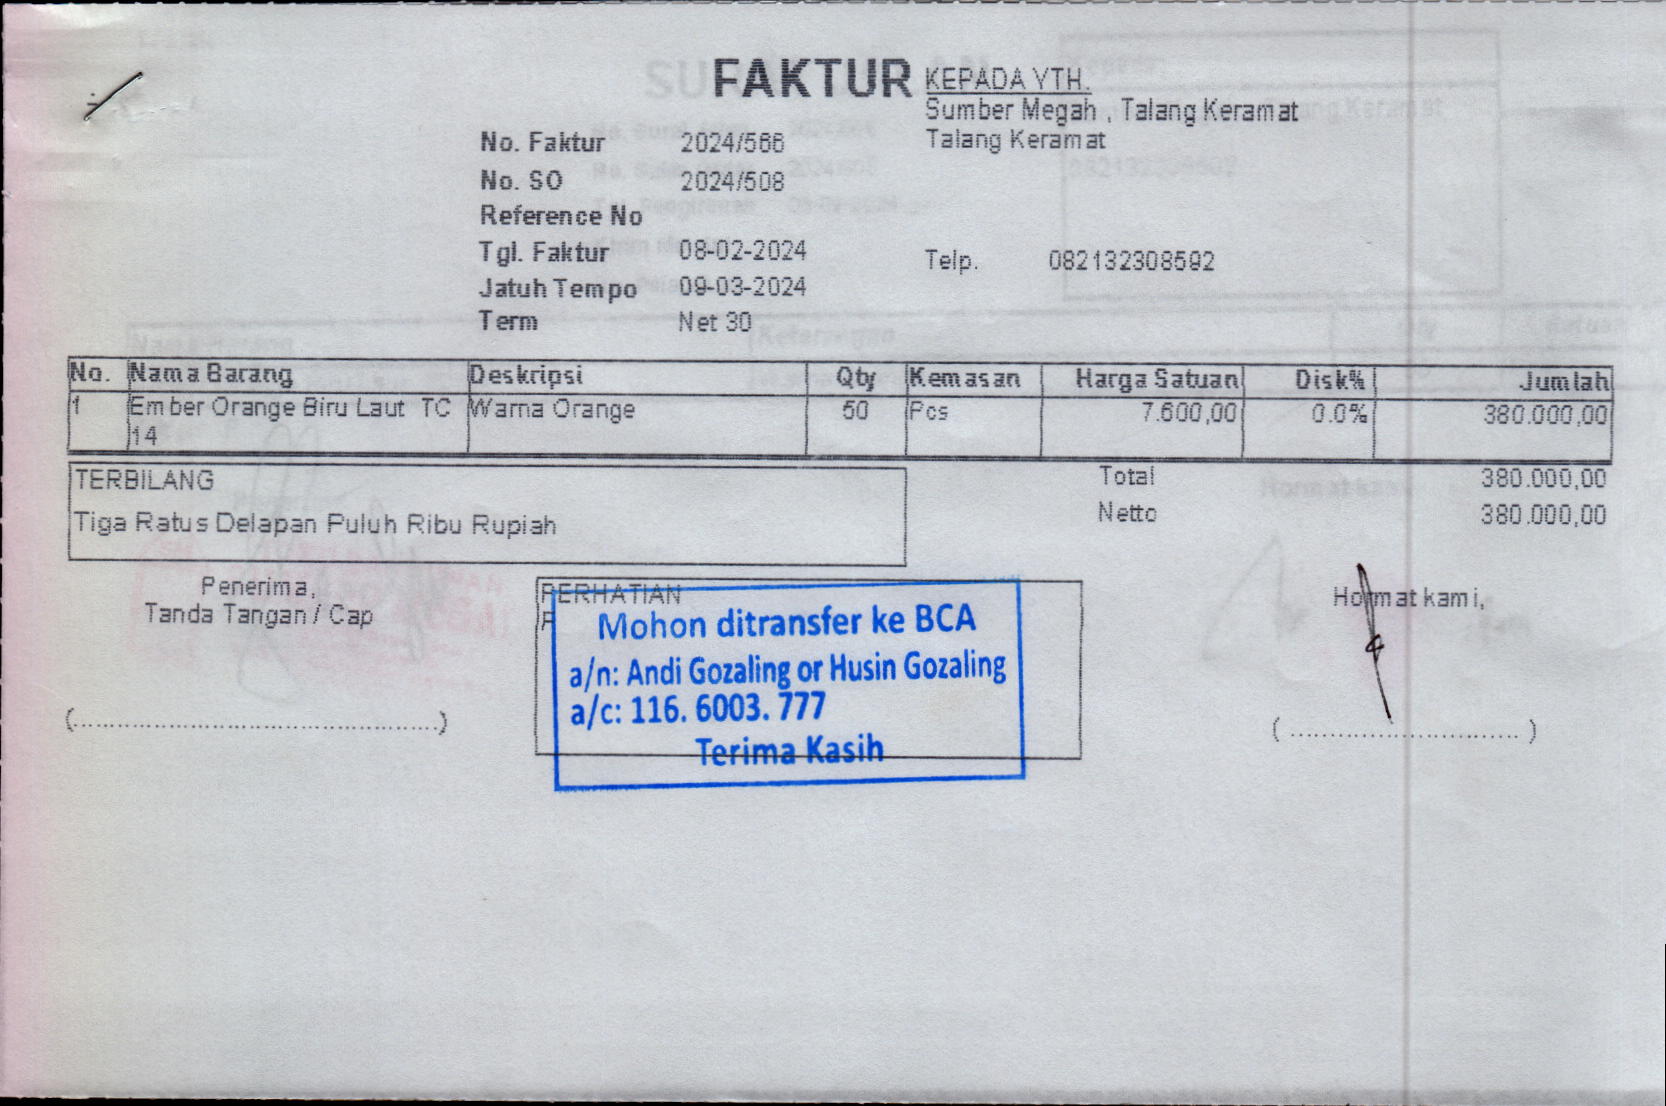 FAKTUR
KEPADA YTH.
Sumber Megah , Talang Keramat
Talang Keramat
No. Faktur 2024/566
No. SO 2024/508
Reference No
Tgl. Faktur 08-02-2024
Telp. 082132308592
Jatuh Tempo 09-03-2024
Term Net 30
No. Nama Barang Deskripsi Qty Kemasan Harga Satuan Disk% Jumlah
1 Ember Orange Biru Laut TC 14 Warna Orange 50 Pcs 7.600,00 0.0% 380.000,00
TERBILANG
Tiga Ratus Delapan Puluh Ribu Rupiah
Total 380.000,00
Netto 380.000,00
Penerima,
Tanda Tangan / Cap
(.......................................)
PERHATIAN
Mohon ditransfer ke BCA
a/n: Andi Gozaling or Husin Gozaling
a/c: 116. 6003. 777
Terima Kasih
Hormat kami,
( ............................ )